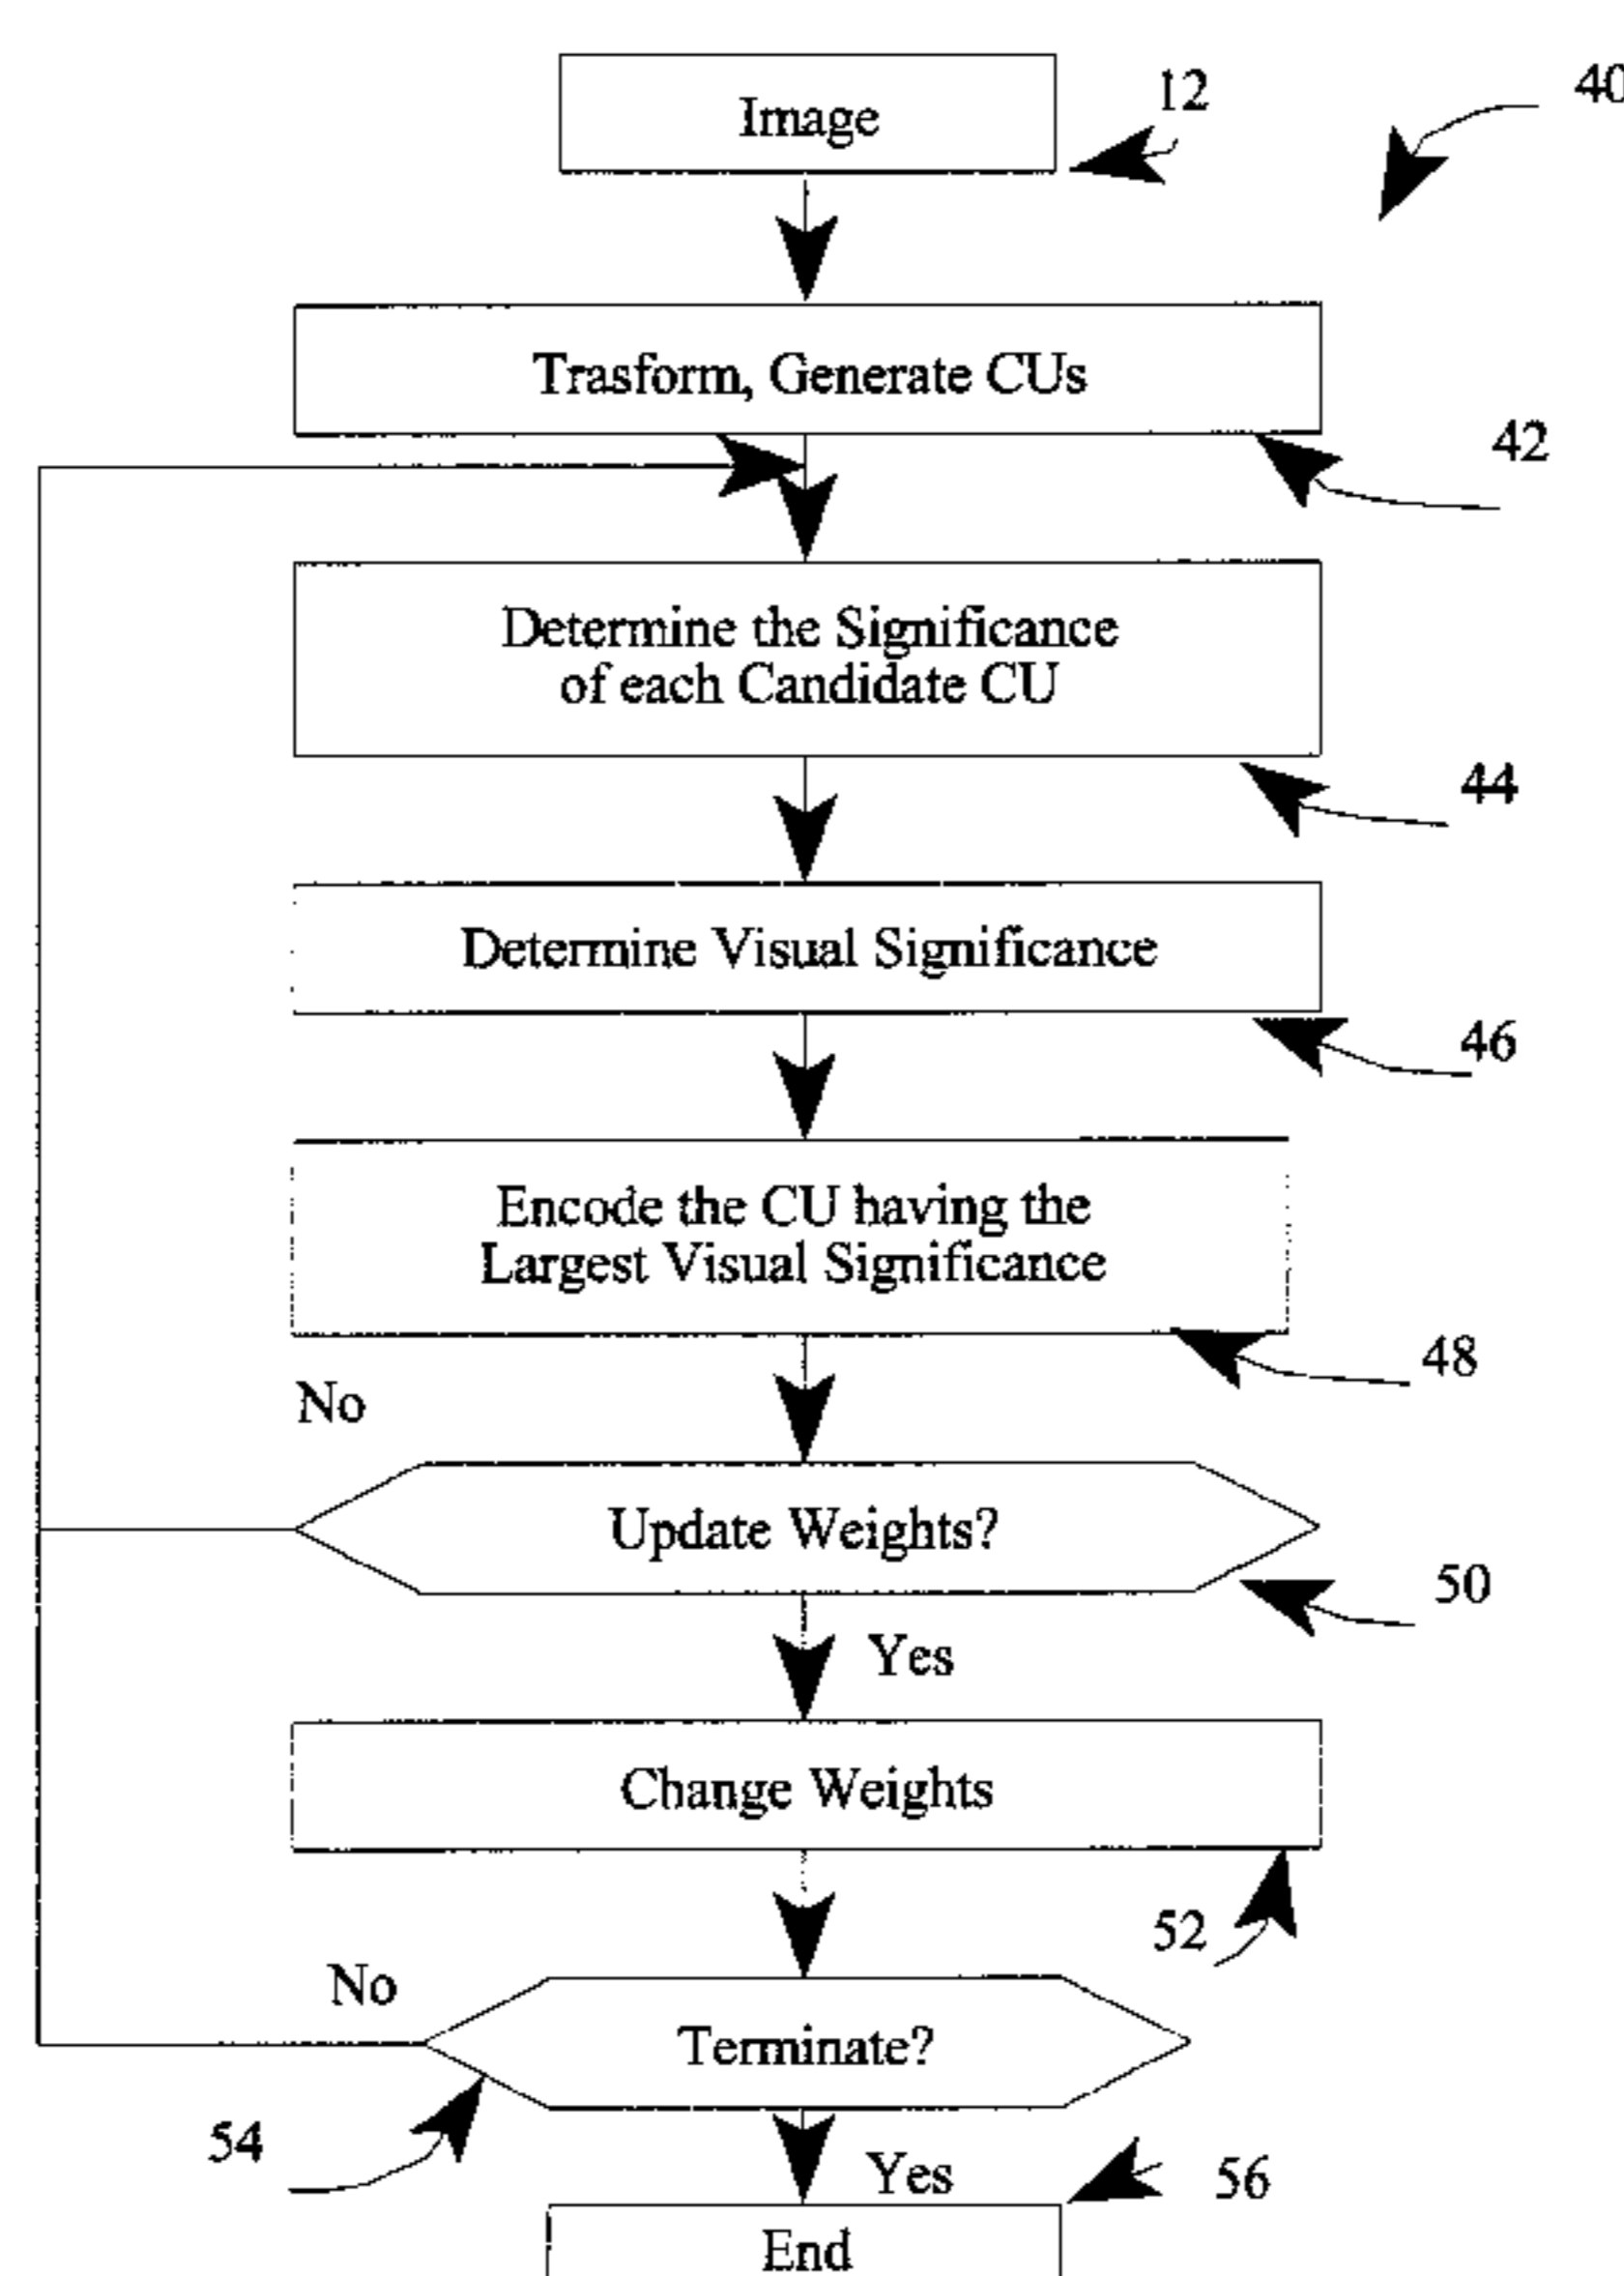 Image
12
40
Trasform, Generate CUs
42
Determine the Significance
of each Candidate CU
44
Determine Visual Significance
46
Encode the CU having the
Largest Visual Significance
48
No
Update Weights?
50
Yes
Change Weights
52
No
Terminate?
54
Yes
56
End